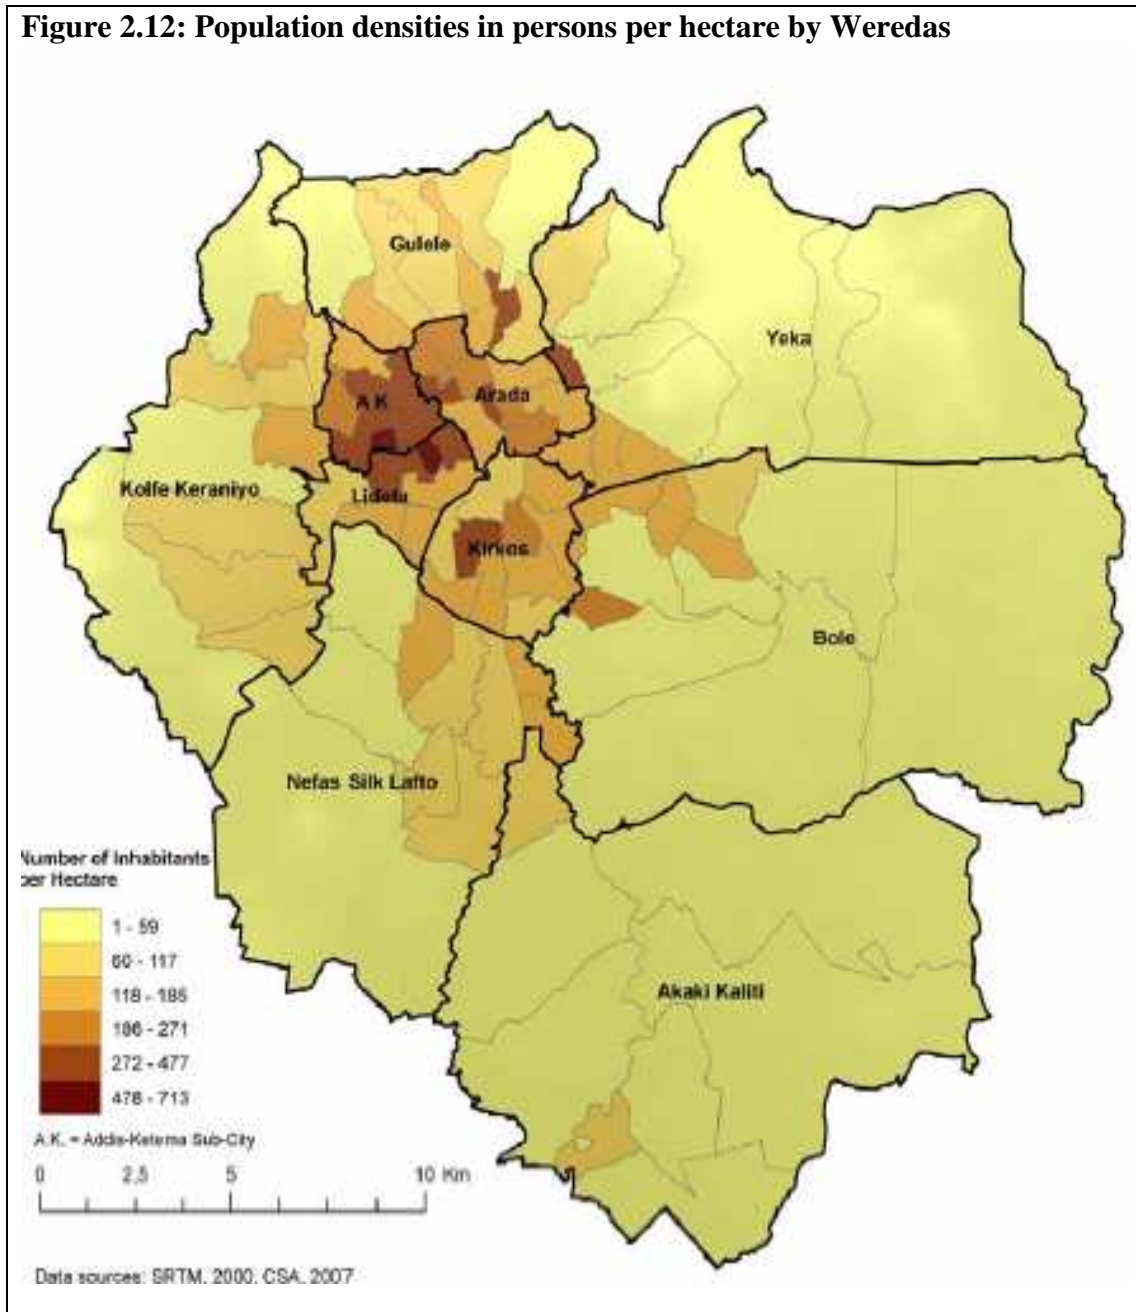 Figure 2.12: Population densities in persons per hectare by Weredas
Gulele
Yeka
A K
Arada
Kolfe Keraniyo
Lideta
Kirkos
Bole
Nefas Silk Lafto
Number of Inhabitants
per Hectare
1 - 59
60 - 117
118 - 185
186 - 271
272 - 477
478 - 713
Akaki Kaliti
A.K. = Addis-Ketema Sub-City
0 2.5 5 10 Km
Data sources: SRTM, 2000, CSA, 2007